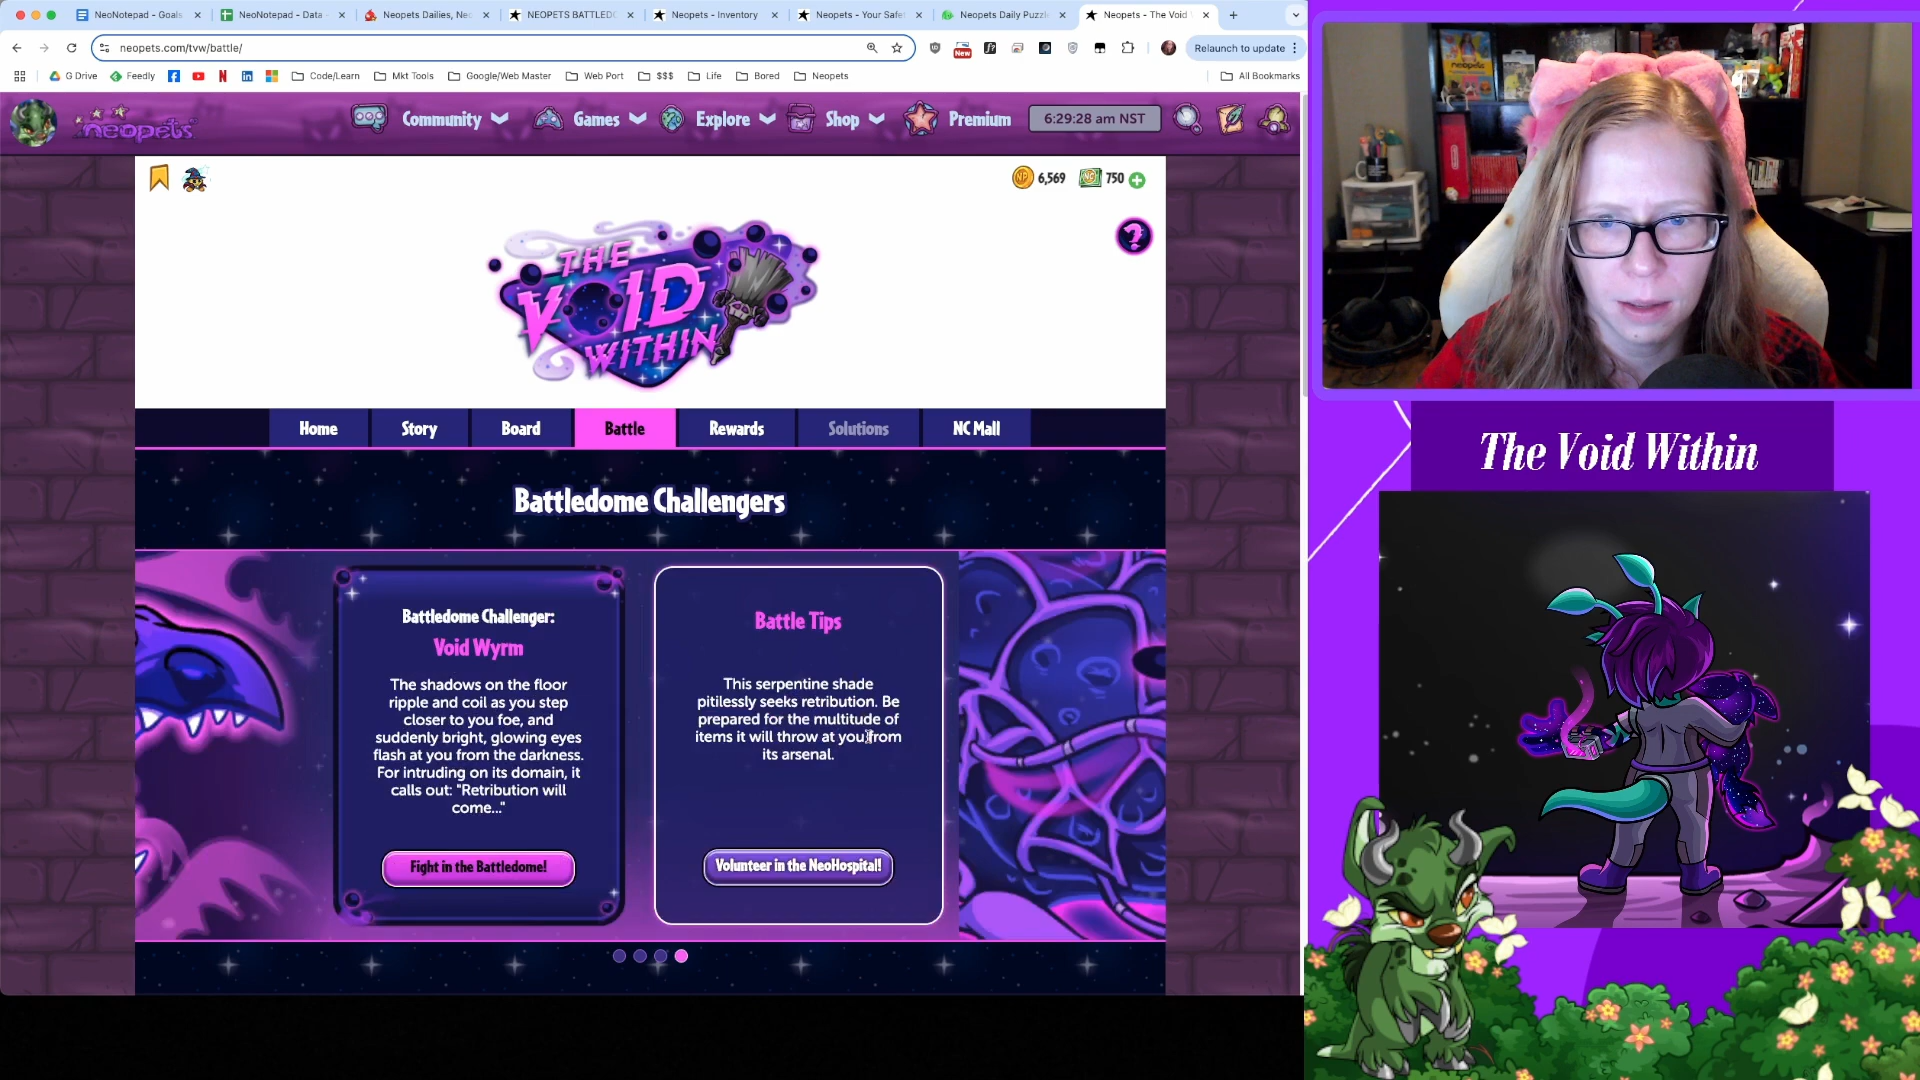 NeoNotepad - Goals
NeoNotepad - Data -
Neopets Dailies, Neo
NEOPETS BATTLEDO
Neopets - Inventory
Neopets - Your Safet
Neopets Daily Puzzle
Neopets - The Void
neopets.com/tvw/battle/
New
Relaunch to update
G Drive
Feedly
Code/Learn
Mkt Tools
Google/Web Master
Web Port
$$$
Life
Bored
Neopets
All Bookmarks
neopets
Community
Games
Explore
Shop
Premium
6:29:28 am NST
6,569
750
THE
VOID
WITHIN
?
Home
Story
Board
Battle
Rewards
Solutions
NC Mall
Battledome Challengers
Battledome Challenger:
Void Wyrm
The shadows on the floor
ripple and coil as you step
closer to you foe, and
suddenly bright, glowing eyes
flash at you from the darkness.
For intruding on its domain, it
calls out: "Retribution will
come..."
Fight in the Battledome!
Battle Tips
This serpentine shade
pitilessly seeks retribution. Be
prepared for the multitude of
items it will throw at you from
its arsenal.
Volunteer in the NeoHospital!
The Void Within